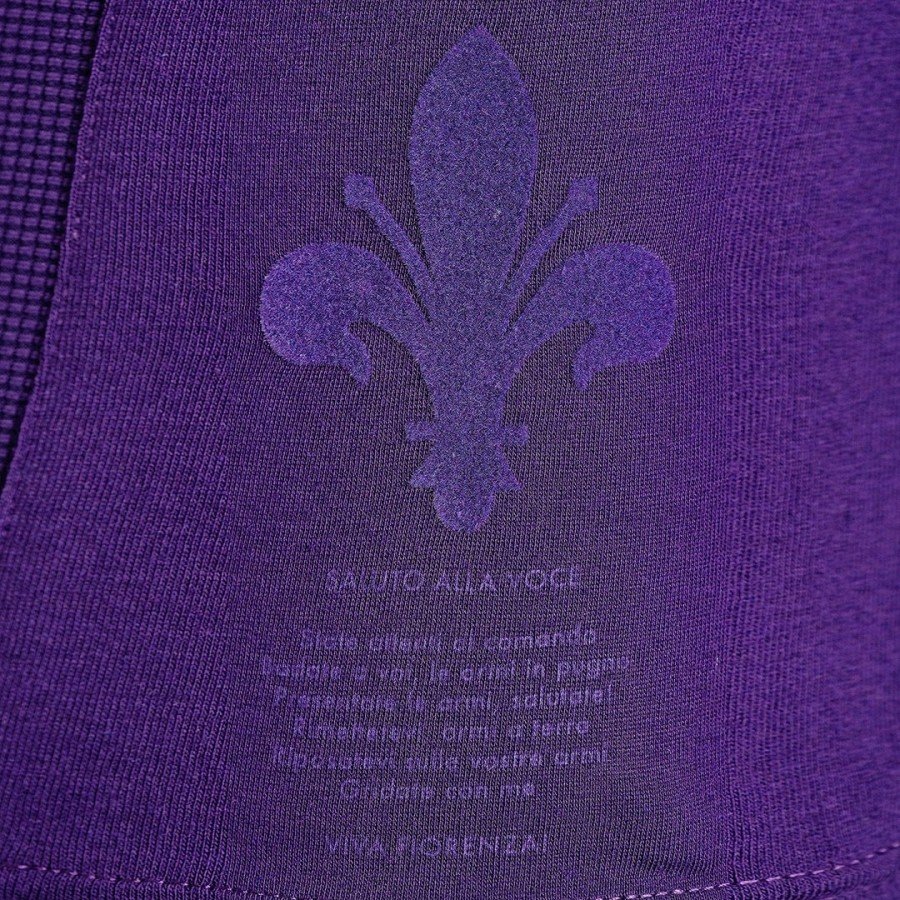 SALUTO ALLA VOCE
State attenti al comando
Badate a voi, le armi in pugno
Presentate le armi, salutate!
Rimettetevi, armi a terra
Riposatevi sulle vostre armi
Gridate con me
VIVA FIORENZA!